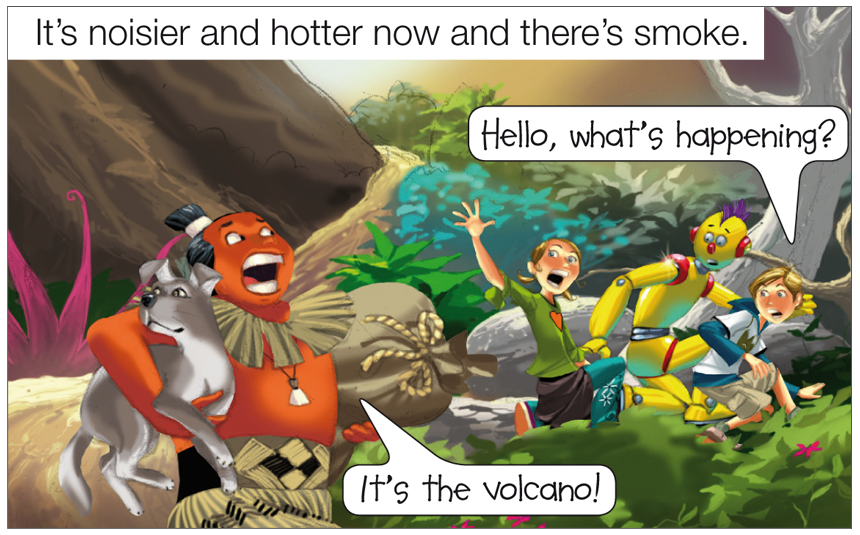 It’s noisier and hotter now and there’s smoke.
Hello, what’s happening?
It’s the volcano!